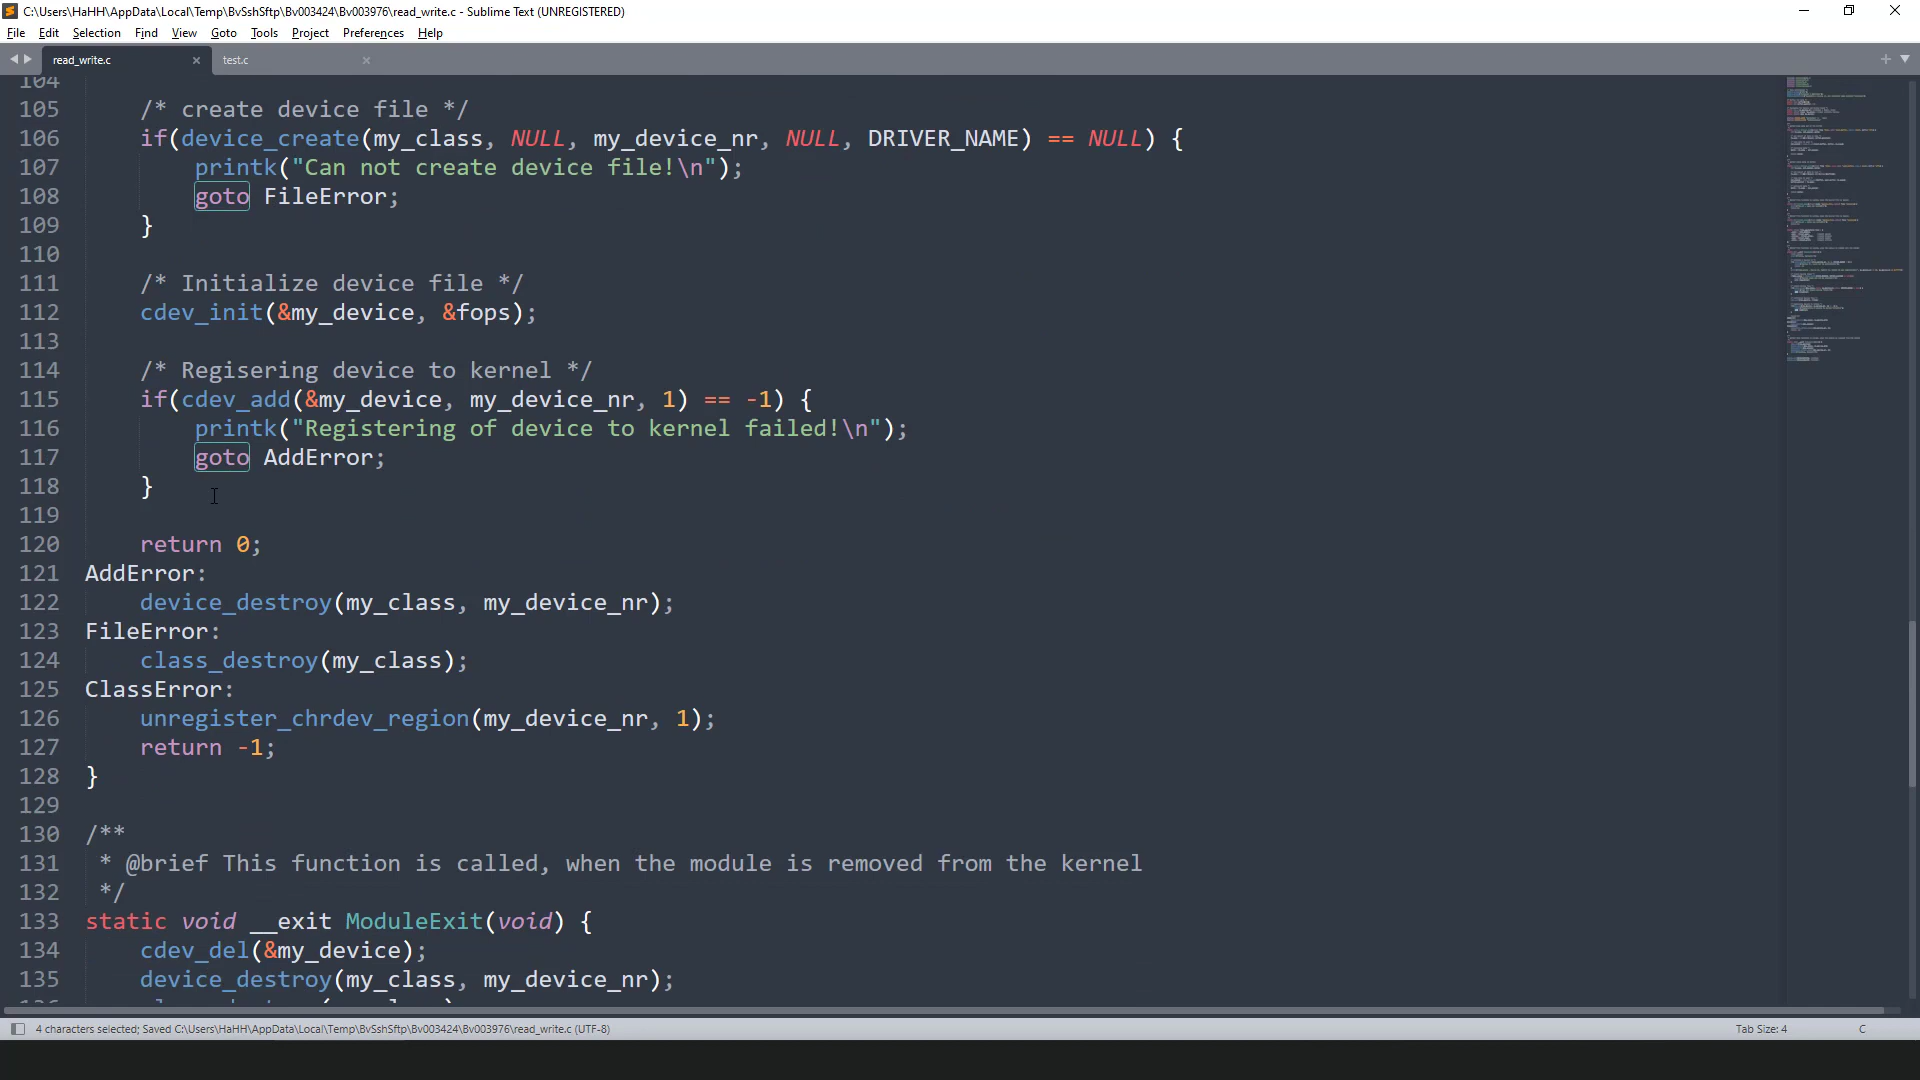 C:\Users\HaHH\AppData\Local\Temp\BvSshSftp\Bv003424\Bv003976\read_write.c - Sublime Text (UNREGISTERED)
File Edit Selection Find View Goto Tools Project Preferences Help
read_write.c × test.c ×
104
105 /* create device file */
106 if(device_create(my_class, NULL, my_device_nr, NULL, DRIVER_NAME) == NULL) {
107 printk("Can not create device file!\n");
108 goto FileError;
109 }
110
111 /* Initialize device file */
112 cdev_init(&my_device, &fops);
113
114 /* Regisering device to kernel */
115 if(cdev_add(&my_device, my_device_nr, 1) == -1) {
116 printk("Registering of device to kernel failed!\n");
117 goto AddError;
118 }
119
120 return 0;
121 AddError:
122 device_destroy(my_class, my_device_nr);
123 FileError:
124 class_destroy(my_class);
125 ClassError:
126 unregister_chrdev_region(my_device_nr, 1);
127 return -1;
128 }
129
130 /**
131 * @brief This function is called, when the module is removed from the kernel
132 */
133 static void __exit ModuleExit(void) {
134 cdev_del(&my_device);
135 device_destroy(my_class, my_device_nr);
4 characters selected; Saved C:\Users\HaHH\AppData\Local\Temp\BvSshSftp\Bv003424\Bv003976\read_write.c (UTF-8) Tab Size: 4 C